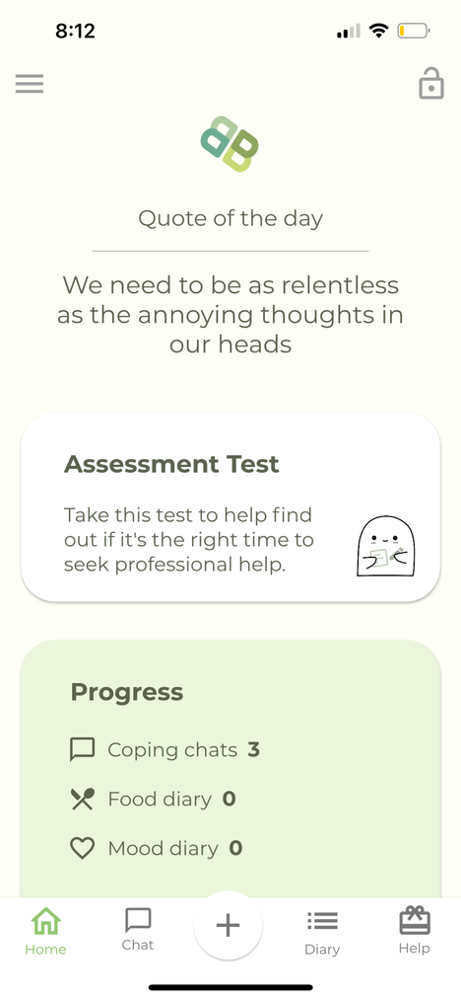 8:12
Quote of the day
We need to be as relentless
as the annoying thoughts in
our heads
Assessment Test
Take this test to help find
out if it's the right time to
seek professional help.
Progress
Coping chats 3
Food diary 0
Mood diary 0
Home
Chat
Diary
Help